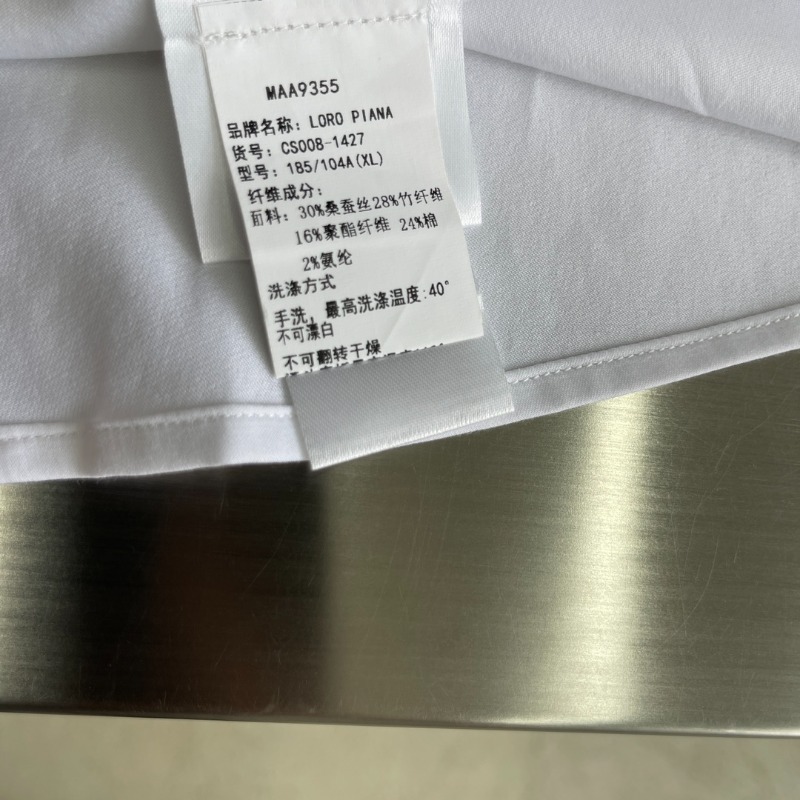 MAA9355
品牌名称: LORO PIANA
货号: CS008-1427
型号: 185/104A(XL)
纤维成分:
面料: 30%桑蚕丝28%竹纤维
16%聚酯纤维 24%棉
2%氨纶
洗涤方式
手洗, 最高洗涤温度:40°
不可漂白
不可翻转干燥